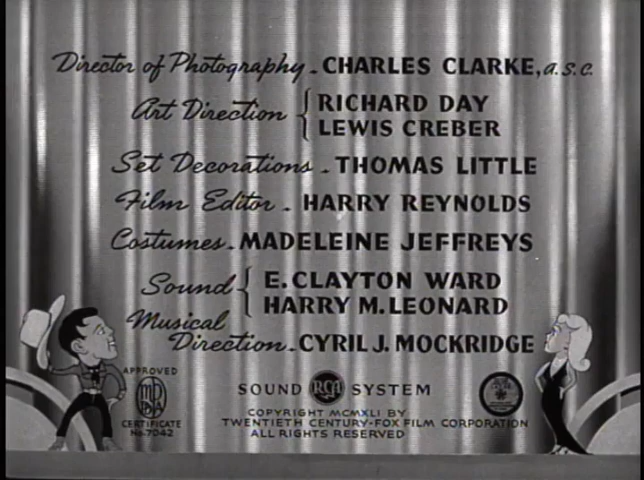 Director of Photography - CHARLES CLARKE, a.s.c.
Art Direction { RICHARD DAY
LEWIS CREBER
Set Decorations - THOMAS LITTLE
Film Editor - HARRY REYNOLDS
Costumes - MADELEINE JEFFREYS
Sound { E. CLAYTON WARD
HARRY M. LEONARD
Musical
Direction - CYRIL J. MOCKRIDGE
APPROVED
MPDA
CERTIFICATE
No. 7042
SOUND RCA SYSTEM
COPYRIGHT MCMXLI BY
TWENTIETH CENTURY-FOX FILM CORPORATION
ALL RIGHTS RESERVED